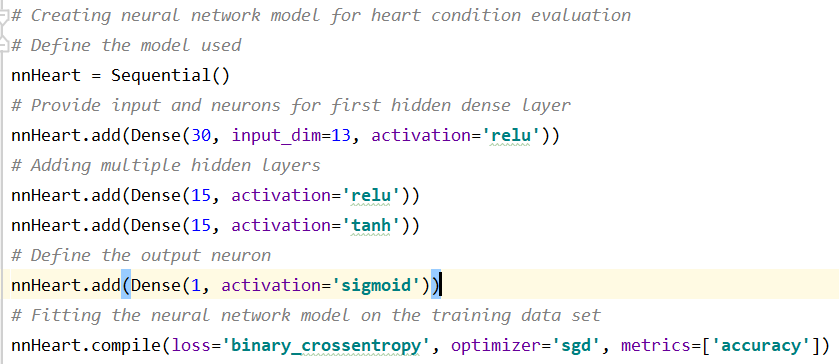 # Creating neural network model for heart condition evaluation
# Define the model used
nnHeart = Sequential()
# Provide input and neurons for first hidden dense layer
nnHeart.add(Dense(30, input_dim=13, activation='relu'))
# Adding multiple hidden layers
nnHeart.add(Dense(15, activation='relu'))
nnHeart.add(Dense(15, activation='tanh'))
# Define the output neuron
nnHeart.add(Dense(1, activation='sigmoid'))
# Fitting the neural network model on the training data set
nnHeart.compile(loss='binary_crossentropy', optimizer='sgd', metrics=['accuracy'])